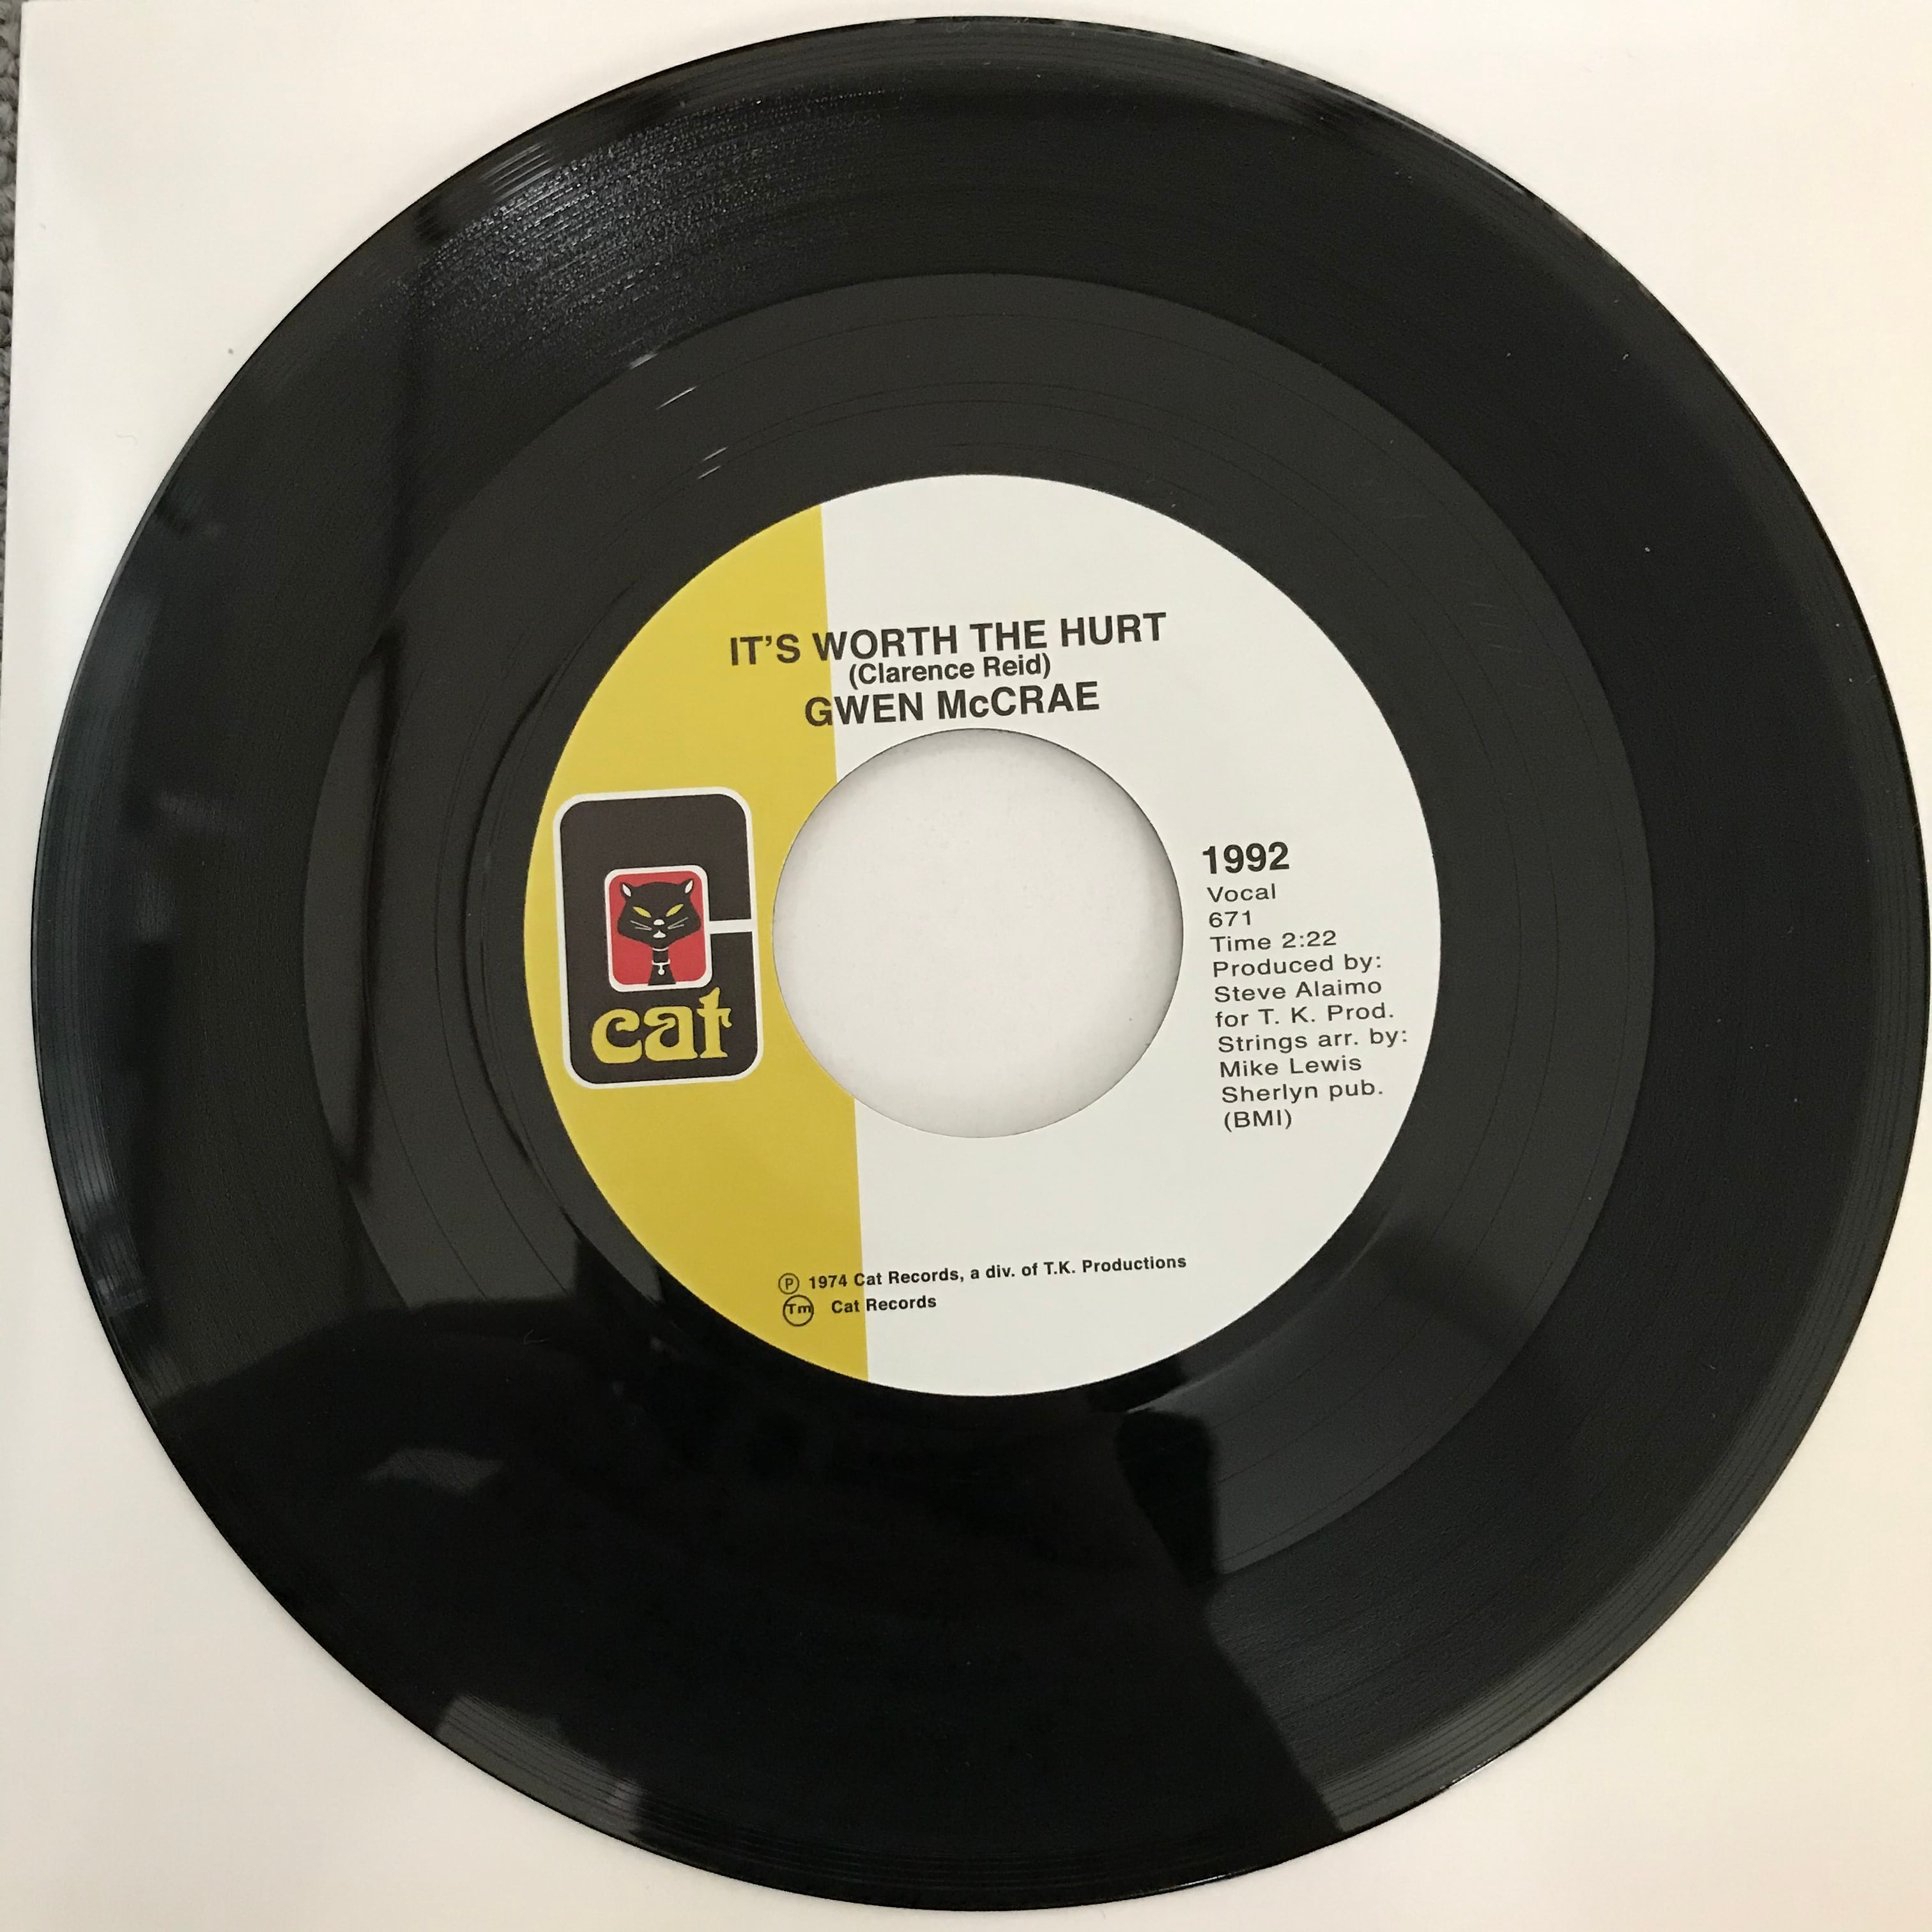 IT'S WORTH THE HURT
(Clarence Reid)
GWEN McCRAE
cat
1992
Vocal
671
Time 2:22
Produced by:
Steve Alaimo
for T. K. Prod.
Strings arr. by:
Mike Lewis
Sherlyn pub.
(BMI)
Ⓟ 1974 Cat Records, a div. of T.K. Productions
Tm Cat Records